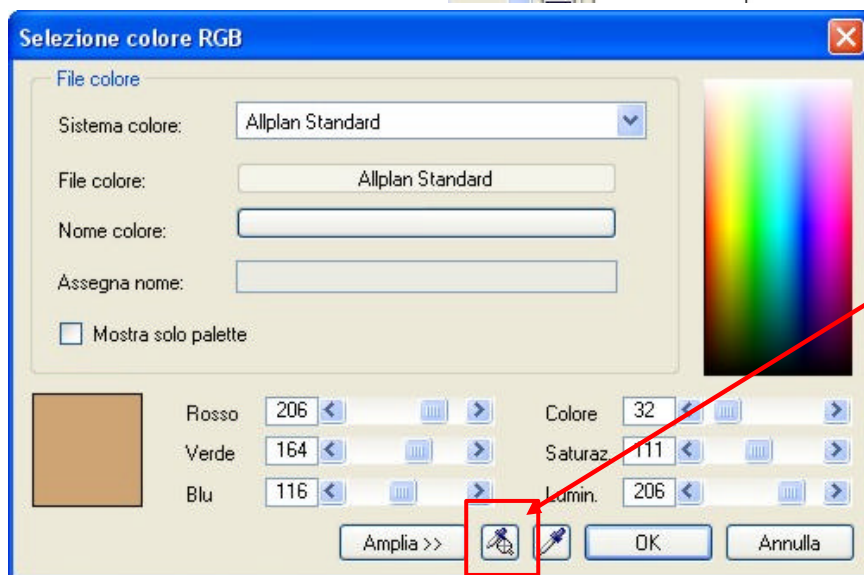 Selezione colore RGB
File colore
Sistema colore: Allplan Standard
File colore: Allplan Standard
Nome colore:
Assegna nome:
Mostra solo palette
Rosso 206 Colore 32
Verde 164 Saturaz. 111
Blu 116 Lumin. 206
Amplia >> OK Annulla